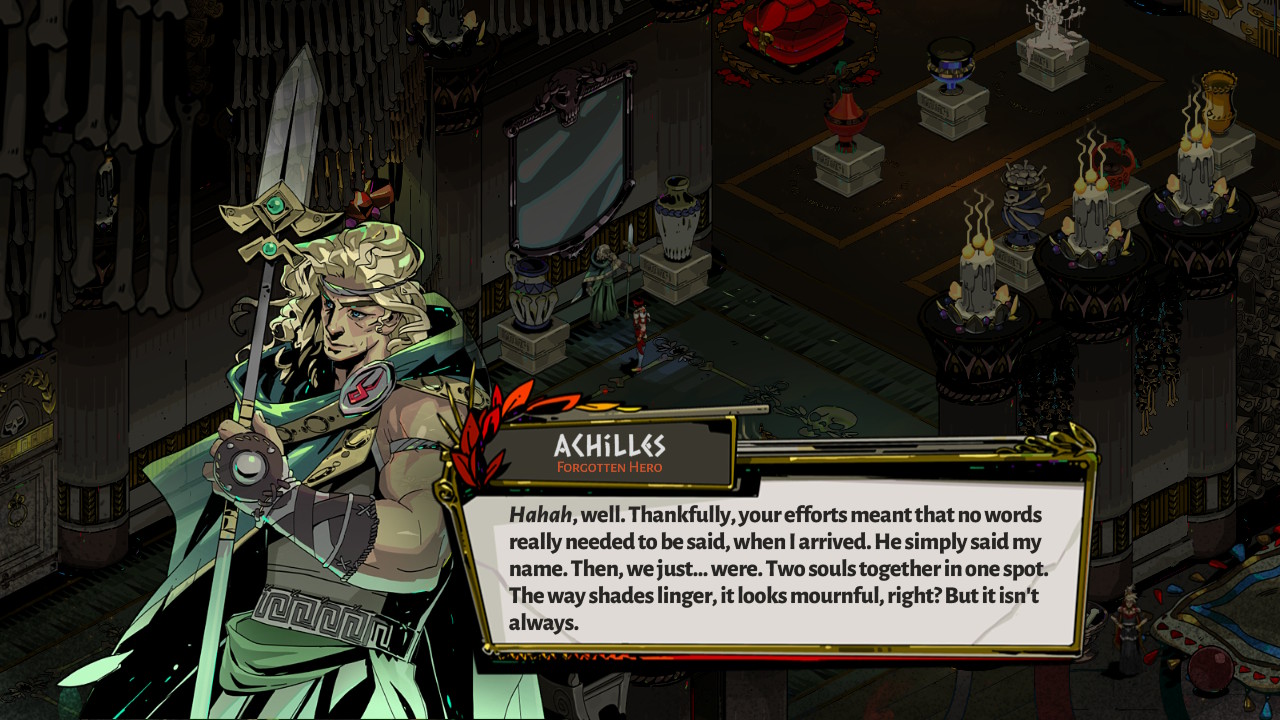 ACHILLES
Forgotten Hero
Hahah, well. Thankfully, your efforts meant that no words
really needed to be said, when I arrived. He simply said my
name. Then, we just... were. Two souls together in one spot.
The way shades linger, it looks mournful, right? But it isn't
always.